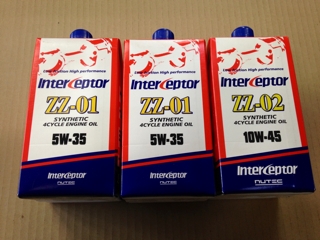 Interceptor
ZZ-01
SYNTHETIC
4CYCLE ENGINE OIL
5W-35
Interceptor
NUTEC
Interceptor
ZZ-01
SYNTHETIC
4CYCLE ENGINE OIL
5W-35
Interceptor
NUTEC
Interceptor
ZZ-02
SYNTHETIC
4CYCLE ENGINE OIL
10W-45
Interceptor
NUTEC